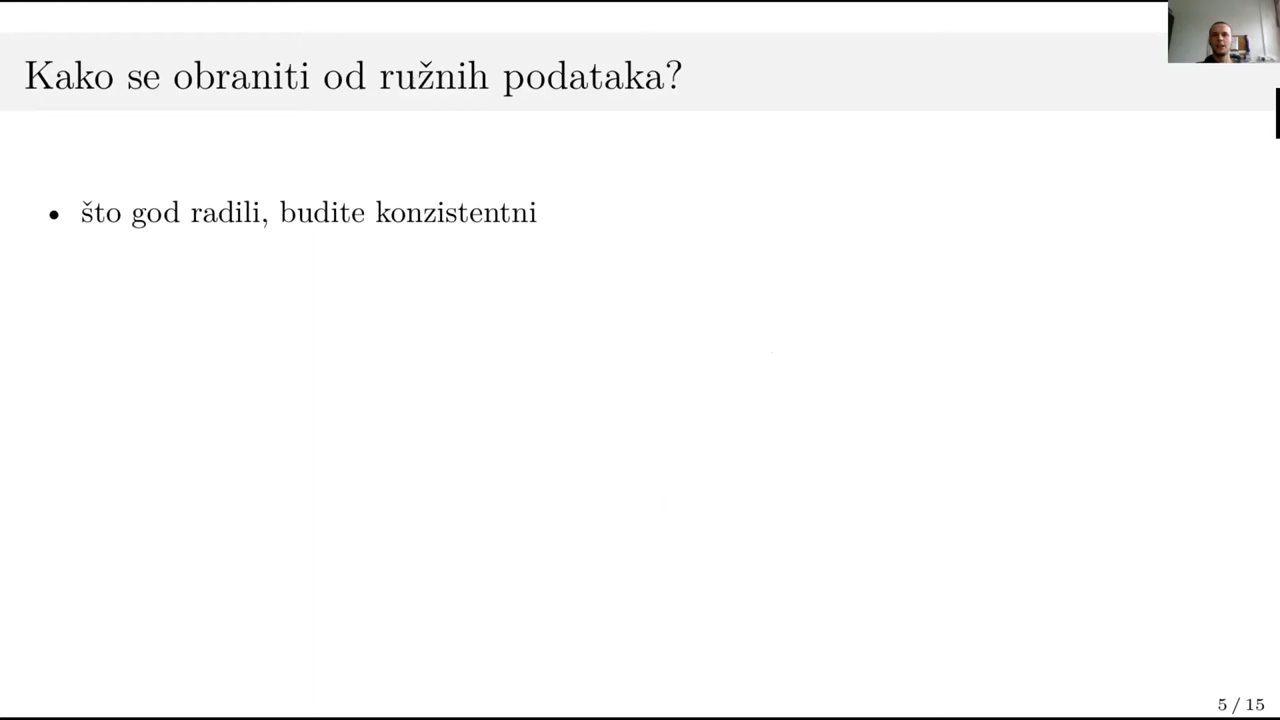 Kako se obraniti od ružnih podataka?
• što god radili, budite konzistentni
5 / 15